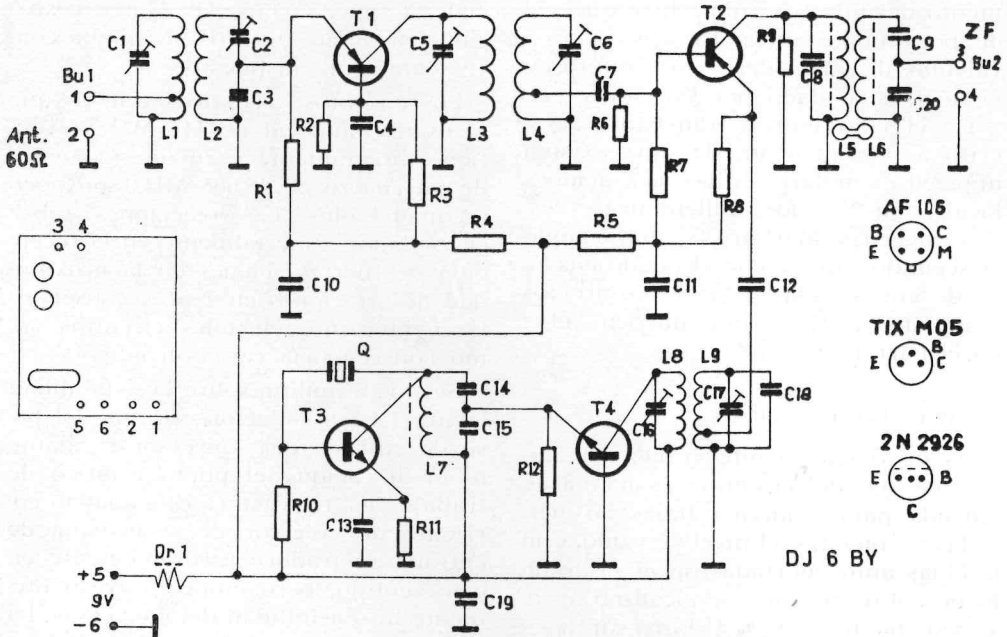 T1
T2
C1
C2
C5
C6
R9
C8
C9
ZF
3
Bu2
Bu 1
1
C3
C7
C20
4
R2
C4
R6
L1
L2
L3
L4
L5
L6
Ant.
60Ω
2
R1
R3
R7
R8
AF 106
B
C
E
M
R4
R5
3 4
C10
C11
C12
TIX M05
E
B
C
Q
L8
L9
T3
C14
T4
C17
C18
C15
C16
2N 2926
E
B
C
5 6 2 1
L7
R12
R10
C13
R11
DJ 6 BY
Dr 1
+5
9V
C19
-6